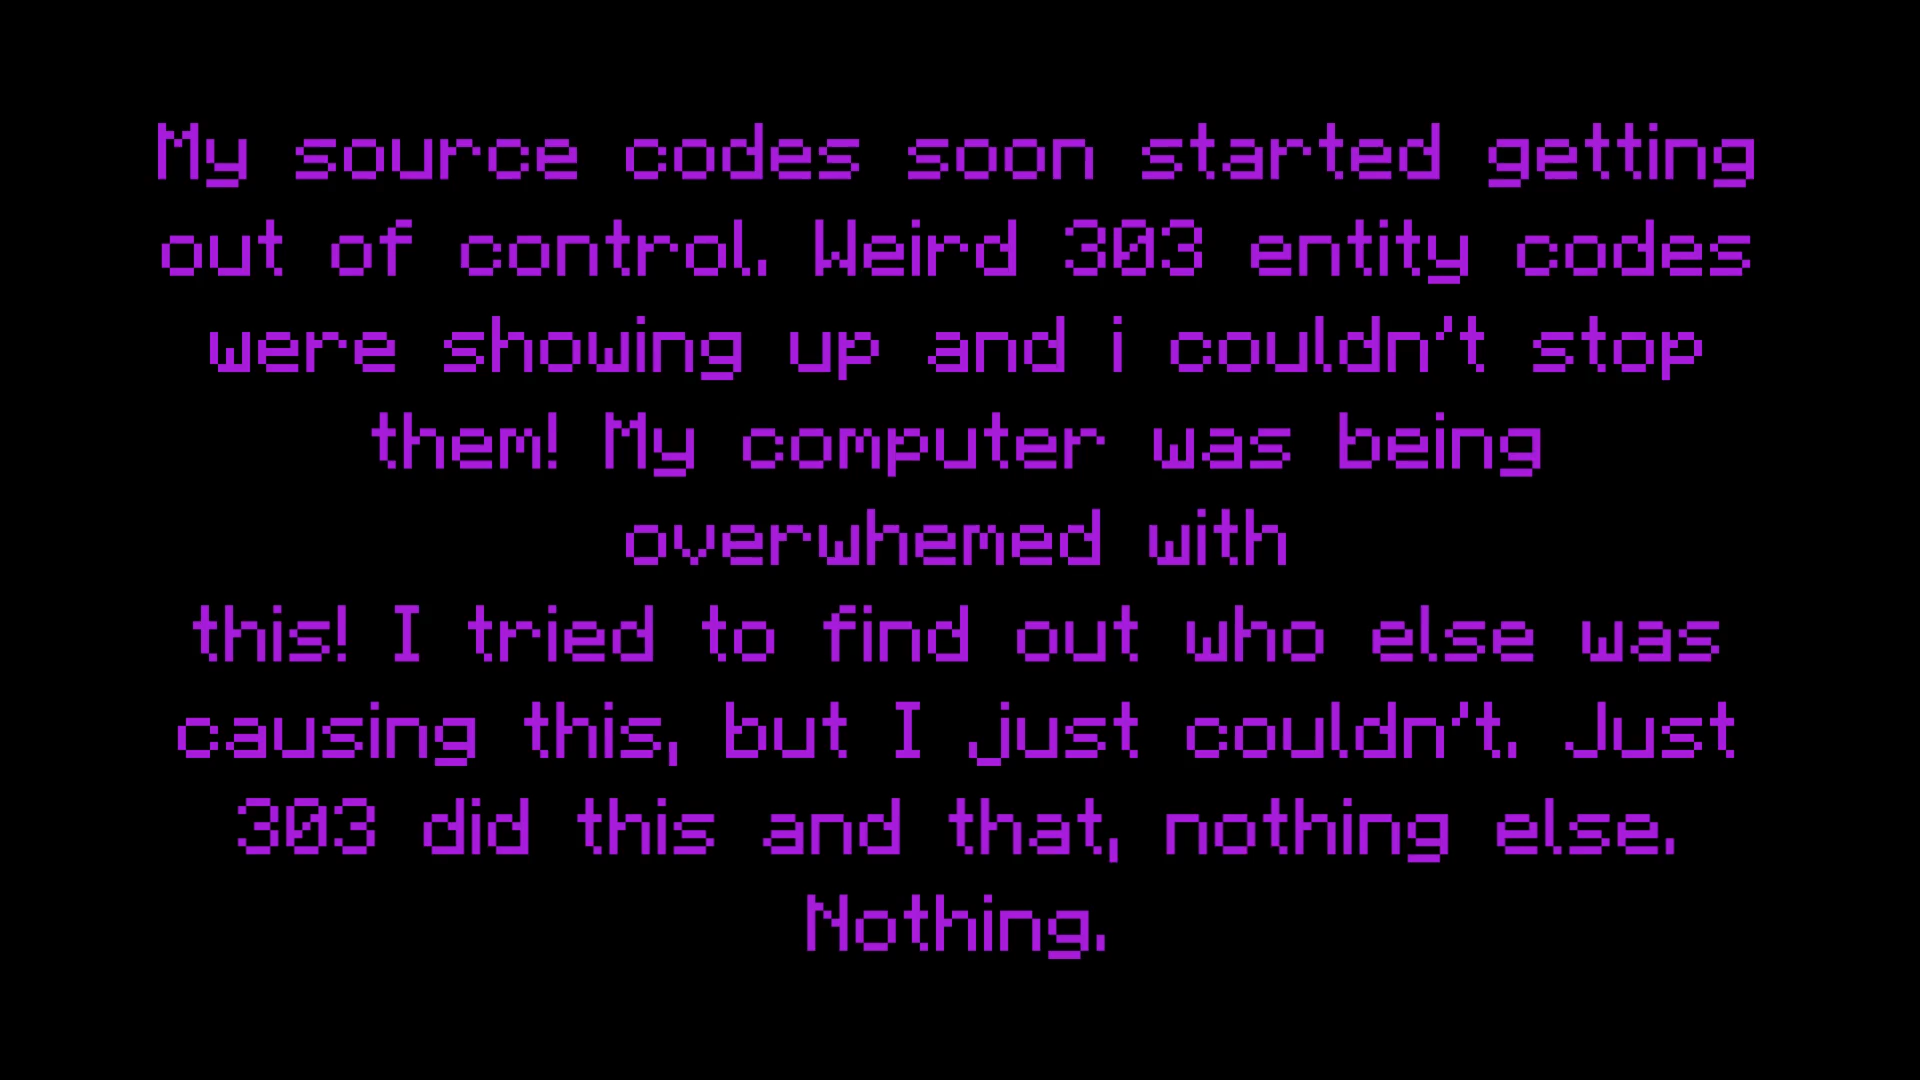 My source codes soon started getting
out of control. Weird 303 entity codes
were showing up and i couldn't stop
them! My computer was being
overwhemed with
this! I tried to find out who else was
causing this, but I just couldn't. Just
303 did this and that, nothing else.
Nothing.